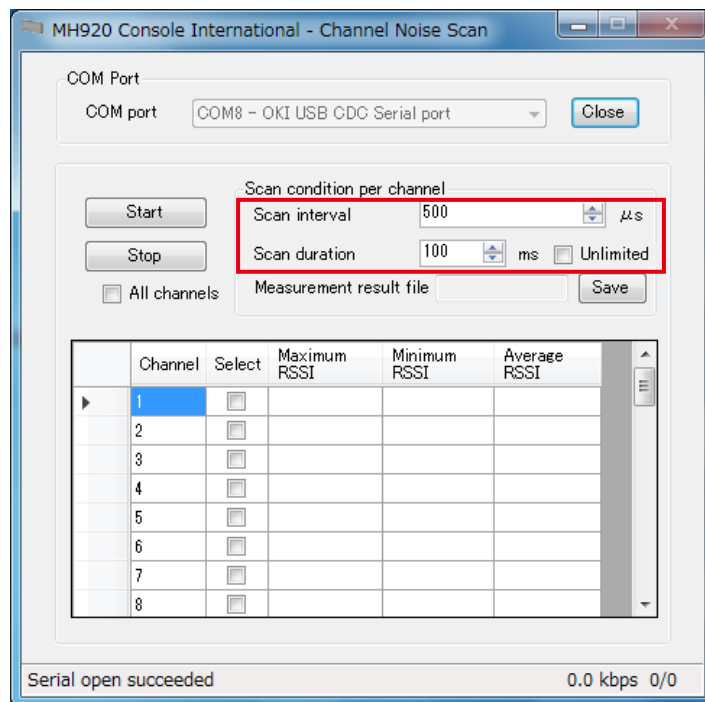 MH920 Console International - Channel Noise Scan
COM Port
COM port COM8 - OKI USB CDC Serial port Close
Scan condition per channel
Start Scan interval 500 μs
Stop Scan duration 100 ms Unlimited
All channels Measurement result file Save
Channel Select Maximum RSSI Minimum RSSI Average RSSI
1
2
3
4
5
6
7
8
Serial open succeeded 0.0 kbps 0/0